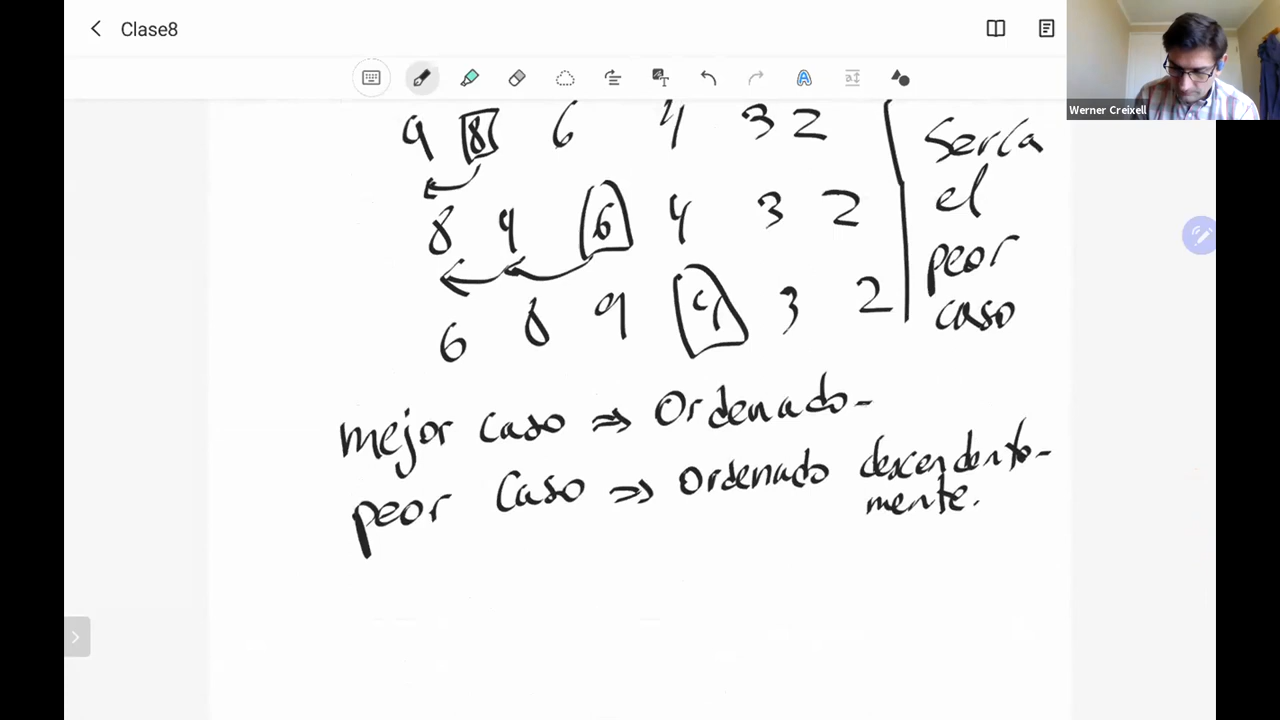 Clase8
Werner Creixell
9 8 6 4 3 2
8 9 6 4 3 2
6 8 9 4 3 2
Sería
el
peor
caso
mejor caso ⇒ Ordenado-
peor Caso ⇒ ordenado descendente-
mente.